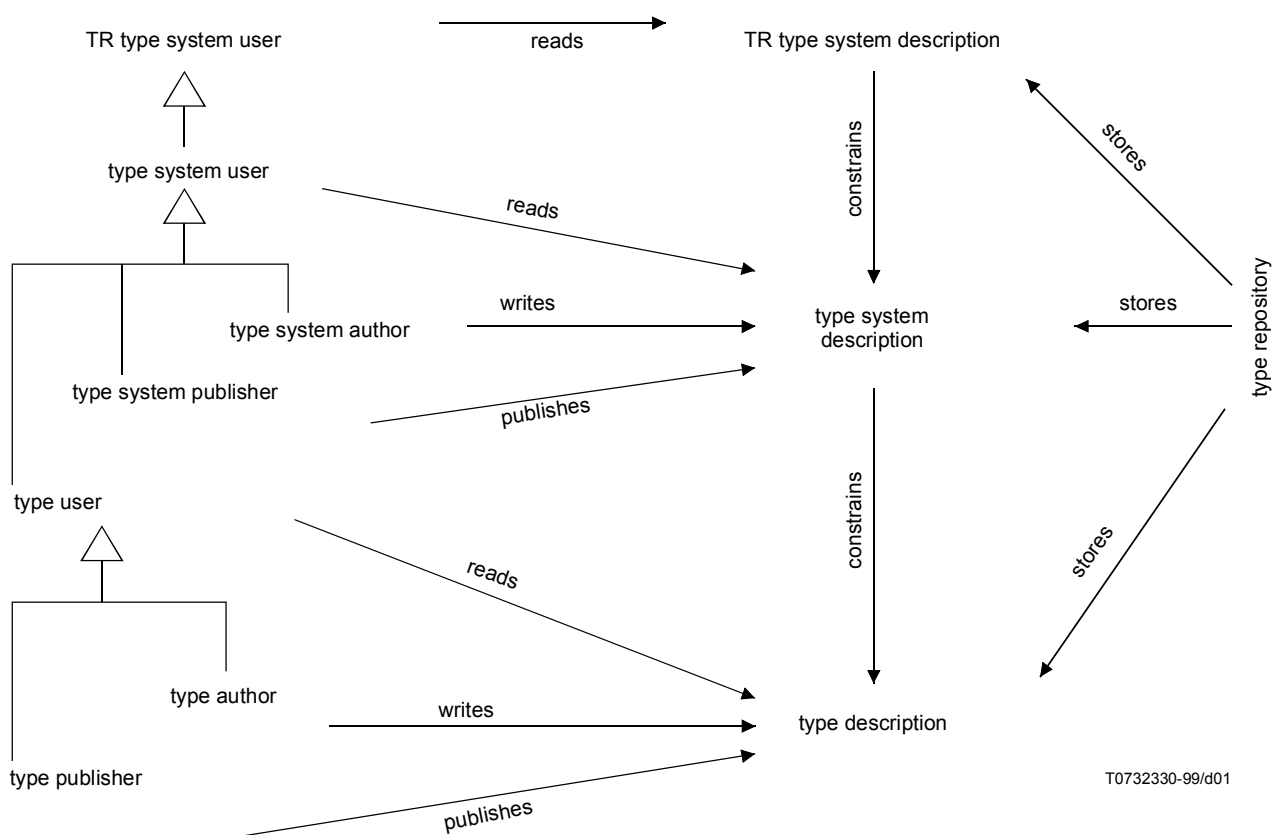 TR type system user
reads
TR type system description
constrains
stores
type system user
reads
type system author
writes
type system
description
stores
type repository
type system publisher
publishes
type user
constrains
stores
reads
type author
writes
type description
type publisher
T0732330-99/d01
publishes